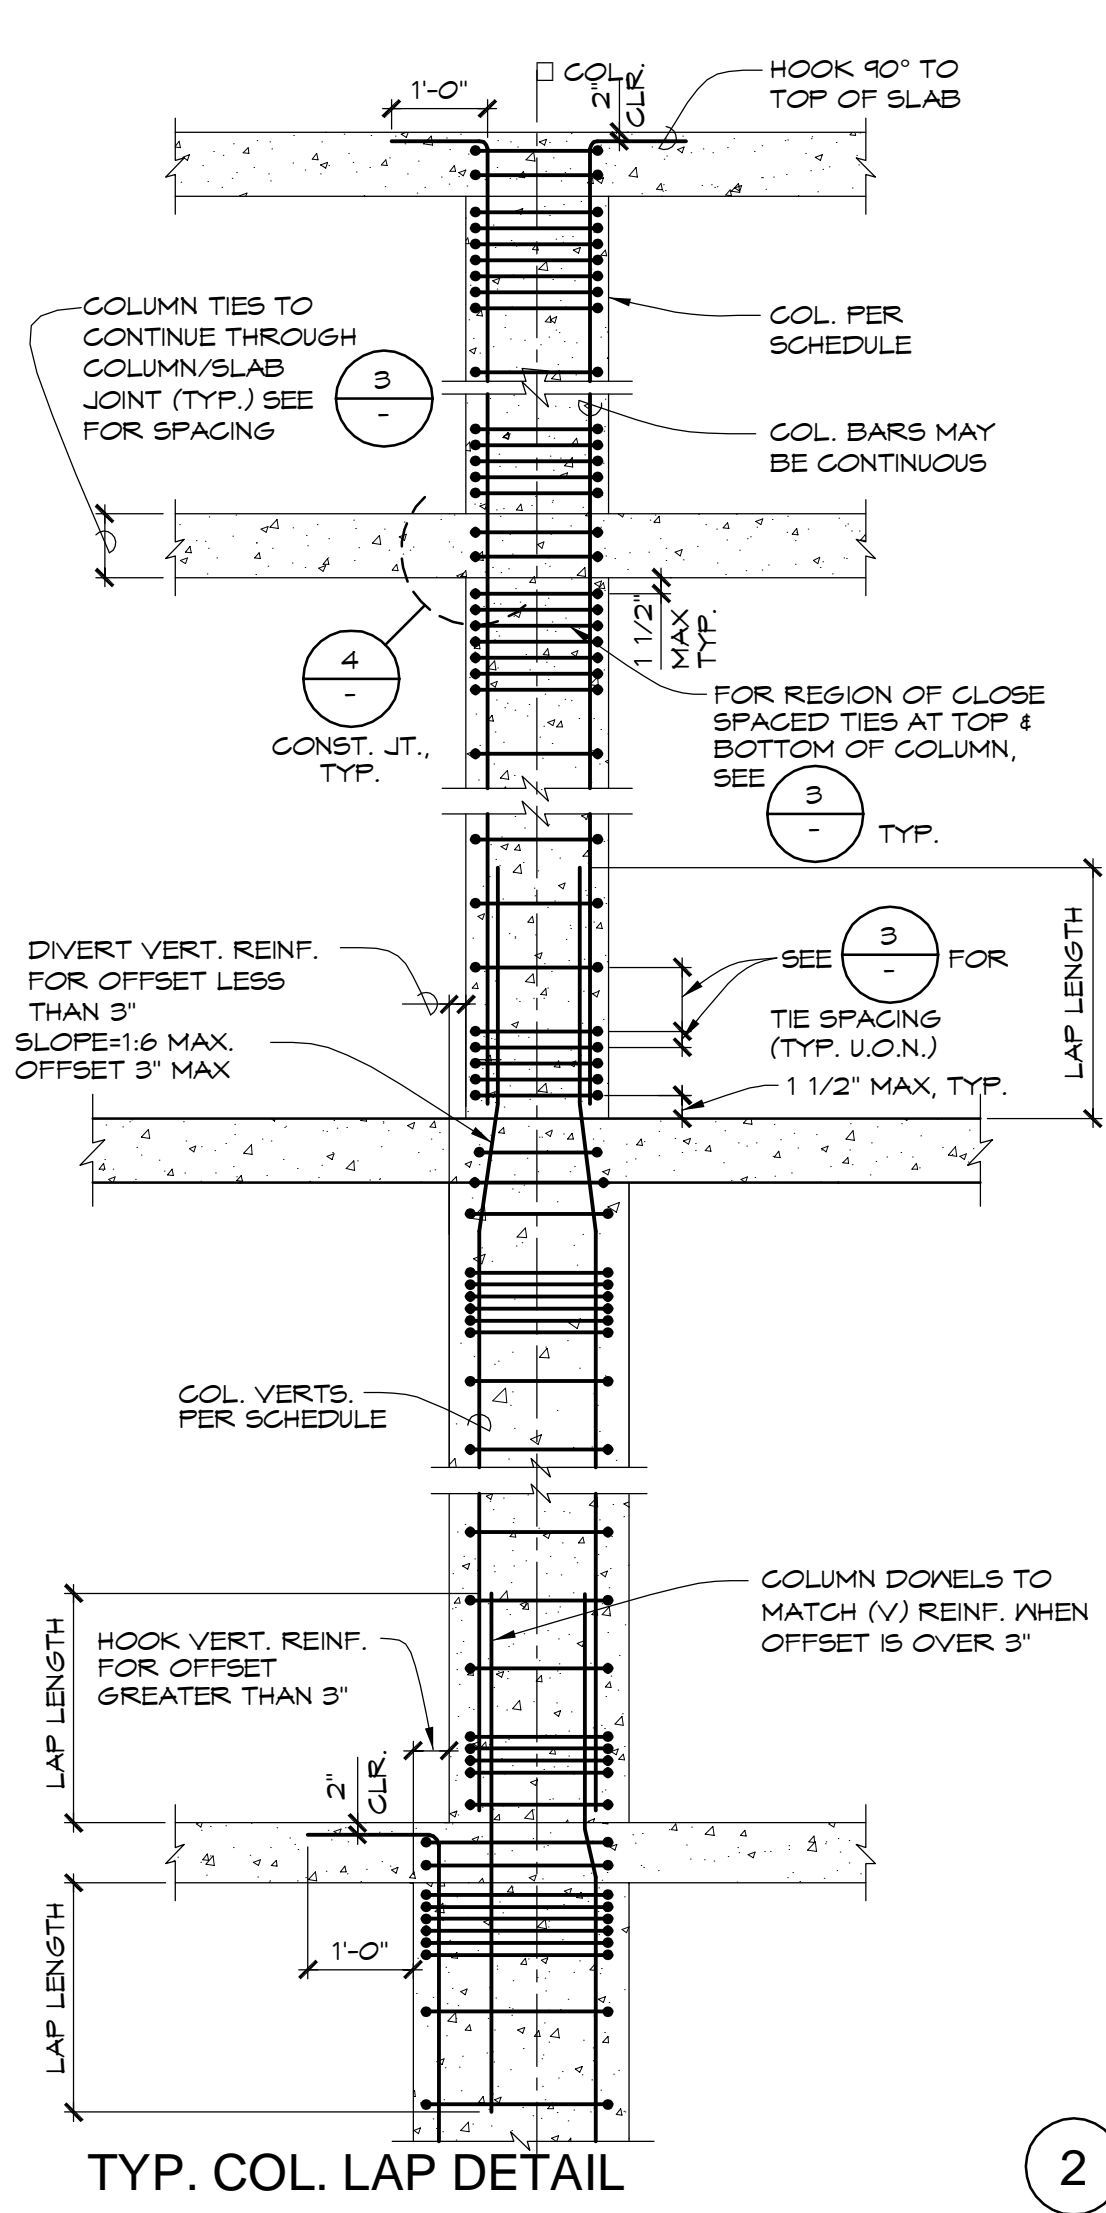 □ COL.
1'-0"
2"
CLR.
HOOK 90° TO
TOP OF SLAB
COLUMN TIES TO
CONTINUE THROUGH
COLUMN/SLAB
JOINT (TYP.) SEE
FOR SPACING
3
-
COL. PER
SCHEDULE
COL. BARS MAY
BE CONTINUOUS
1 1/2"
MAX
TYP.
4
-
CONST. JT.,
TYP.
FOR REGION OF CLOSE
SPACED TIES AT TOP &
BOTTOM OF COLUMN,
SEE
3
-
TYP.
DIVERT VERT. REINF.
FOR OFFSET LESS
THAN 3"
SLOPE=1:6 MAX.
OFFSET 3" MAX
SEE
3
-
FOR
TIE SPACING
(TYP. U.O.N.)
1 1/2" MAX, TYP.
LAP LENGTH
COL. VERTS.
PER SCHEDULE
COLUMN DOWELS TO
MATCH (V) REINF. WHEN
OFFSET IS OVER 3"
HOOK VERT. REINF.
FOR OFFSET
GREATER THAN 3"
LAP LENGTH
2"
CLR.
1'-0"
LAP LENGTH
TYP. COL. LAP DETAIL
2